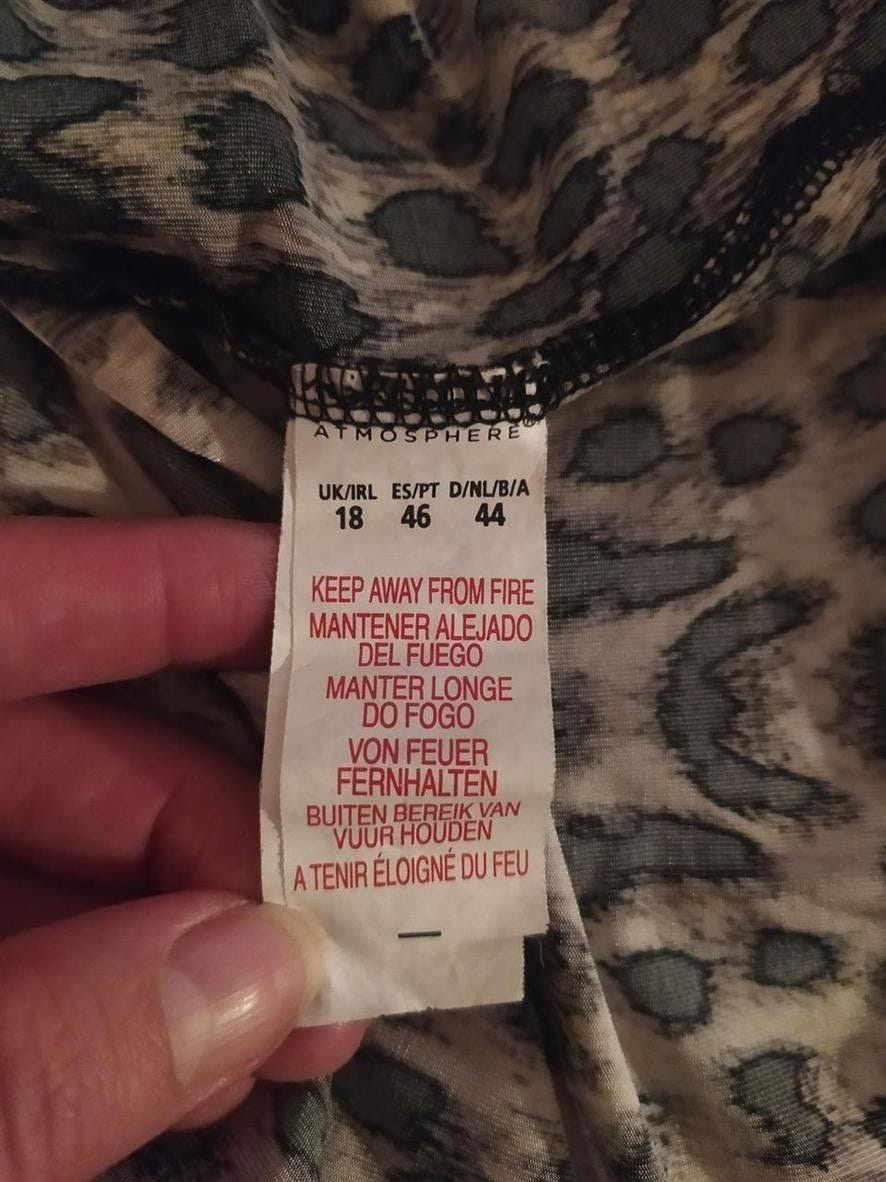 ATMOSPHERE®
UK/IRL ES/PT D/NL/B/A
18 46 44
KEEP AWAY FROM FIRE
MANTENER ALEJADO
DEL FUEGO
MANTER LONGE
DO FOGO
VON FEUER
FERNHALTEN
BUITEN BEREIK VAN
VUUR HOUDEN
A TENIR ÉLOIGNÉ DU FEU